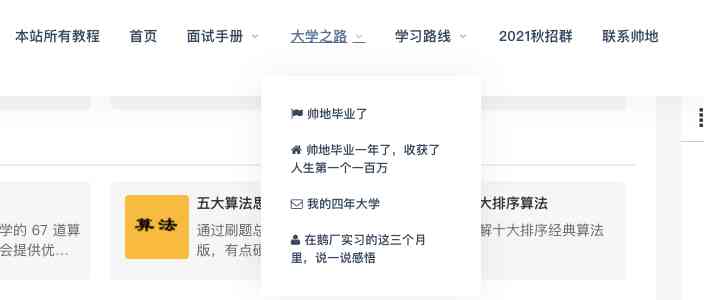 本站所有教程 首页 面试手册 大学之路 学习路线 2021秋招群 联系帅地
帅地毕业了
帅地毕业一年了，收获了
人生第一个一百万
我的四年大学
在鹅厂实习的这三个月
里，说一说感悟
学的 67 道算
会提供优...
算法
五大算法思
通过刷题总
版，有点硬
大排序算法
解十大排序经典算法